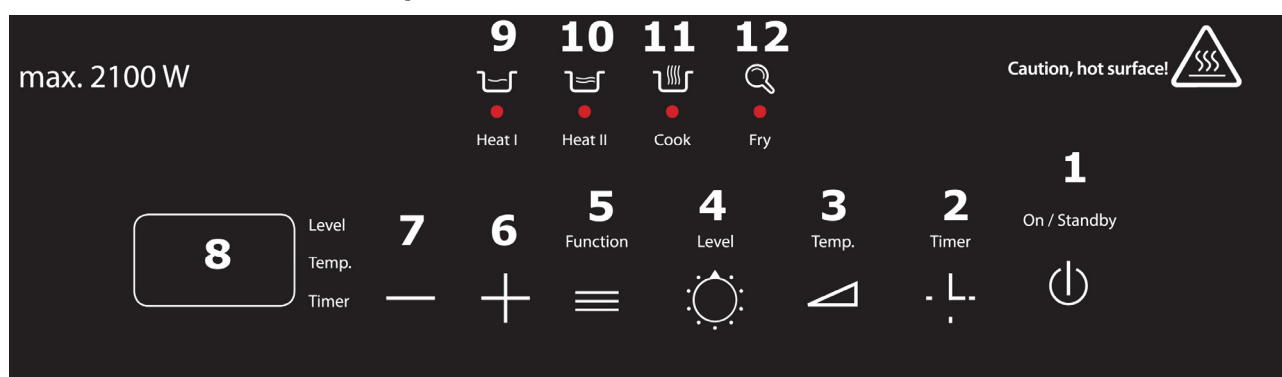 9 10 11 12
max. 2100 W
Caution, hot surface!
Heat I Heat II Cook Fry
1
5 4 3 2
On / Standby
Level
7 6
Function Level Temp. Timer
8
Temp.
Timer